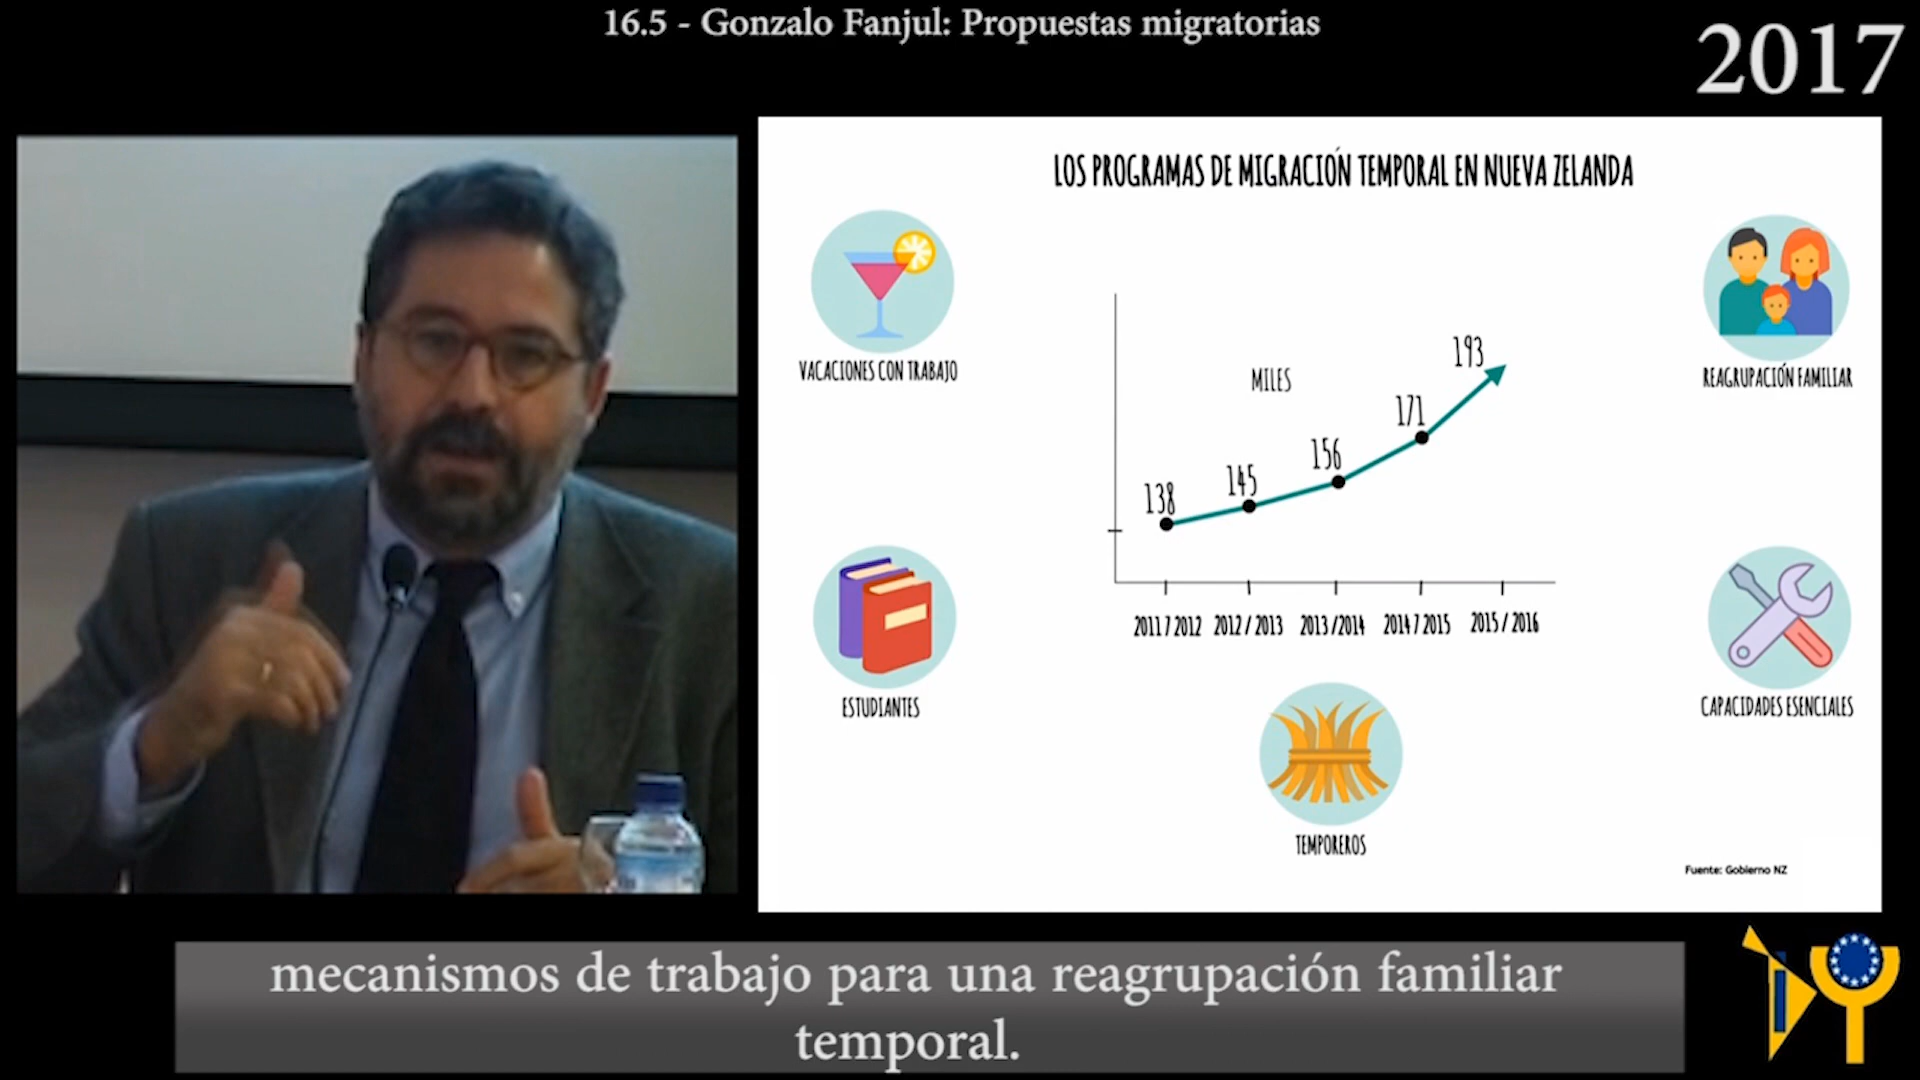 16.5 - Gonzalo Fanjul: Propuestas migratorias
2017
LOS PROGRAMAS DE MIGRACIÓN TEMPORAL EN NUEVA ZELANDA
VACACIONES CON TRABAJO
REAGRUPACIÓN FAMILIAR
MILES
193
171
156
145
138
2011 / 2012 2012 / 2013 2013 / 2014 2014 / 2015 2015 / 2016
ESTUDIANTES
CAPACIDADES ESENCIALES
TEMPOREROS
Fuente: Gobierno NZ
mecanismos de trabajo para una reagrupación familiar
temporal.